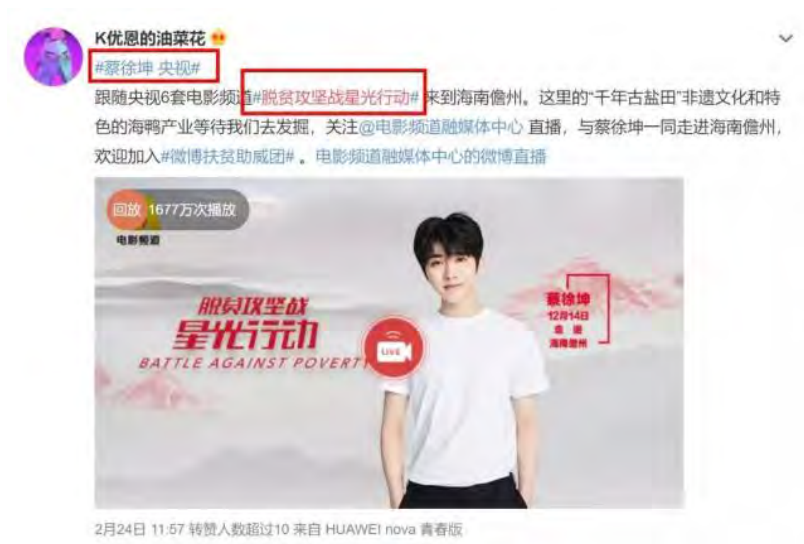 K优恩的油菜花
#蔡徐坤 央视#
跟随央视6套电影频道#脱贫攻坚战星光行动# 来到海南儋州。这里的“千年古盐田”非遗文化和特
色的海鸭产业等待我们去发掘，关注@电影频道融媒体中心 直播，与蔡徐坤一同走进海南儋州，
欢迎加入#微博扶贫助威团# 。电影频道融媒体中心的微博直播
回放 1677万次播放
电影频道
脱贫攻坚战
星光行动
BATTLE AGAINST POVERTY
LIVE
蔡徐坤
12月14日
走进
海南儋州
2月24日 11:57 转赞人数超过10 来自 HUAWEI nova 青春版